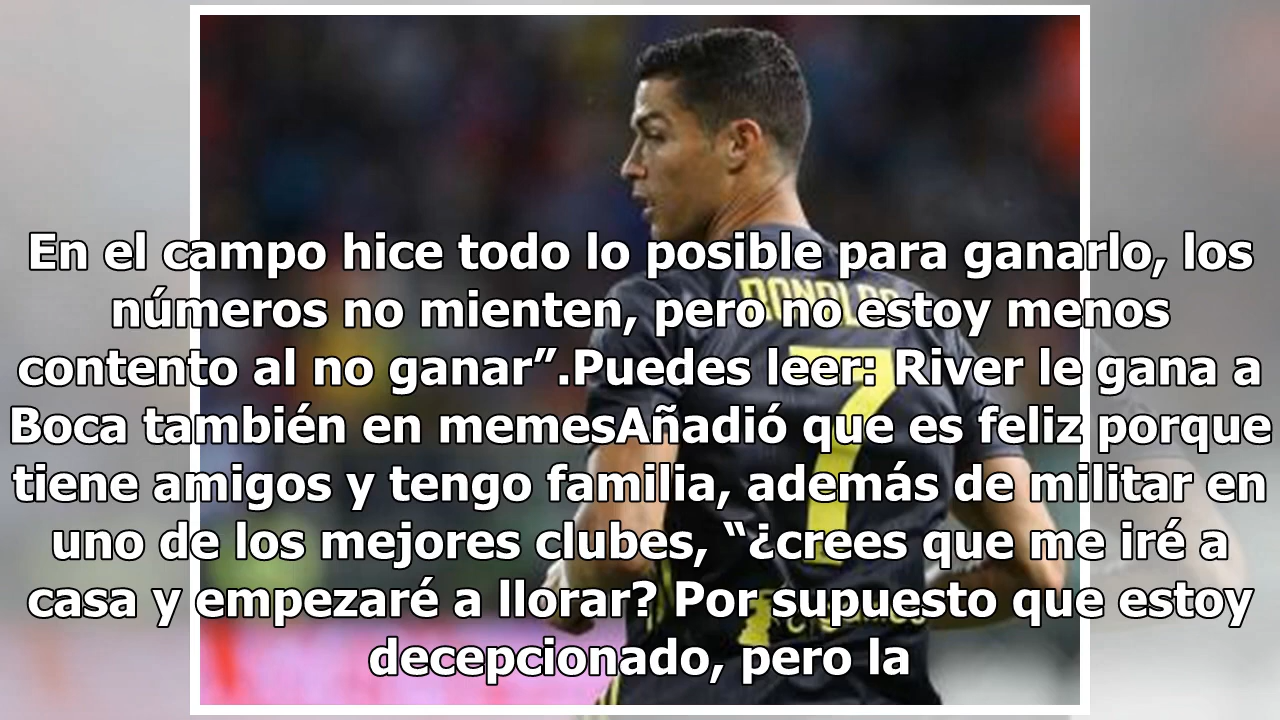 En el campo hice todo lo posible para ganarlo, los
números no mienten, pero no estoy menos
contento al no ganar”.Puedes leer: River le gana a
Boca también en memesAñadió que es feliz porque
tiene amigos y tengo familia, además de militar en
uno de los mejores clubes, “¿crees que me iré a
casa y empezaré a llorar? Por supuesto que estoy
decepcionado, pero la
RONALDO
7